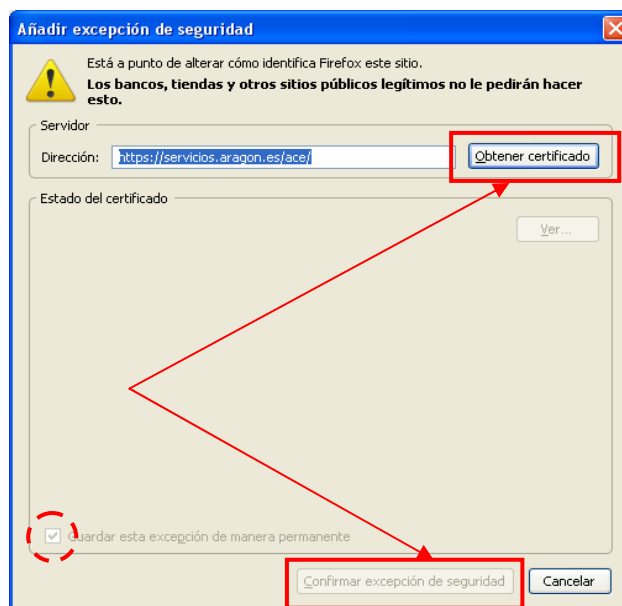 Añadir excepción de seguridad
Está a punto de alterar cómo identifica Firefox este sitio.
Los bancos, tiendas y otros sitios públicos legítimos no le pedirán hacer
esto.
Servidor
Dirección: https://servicios.aragon.es/ace/ Obtener certificado
Estado del certificado
Ver...
Guardar esta excepción de manera permanente
Confirmar excepción de seguridad Cancelar